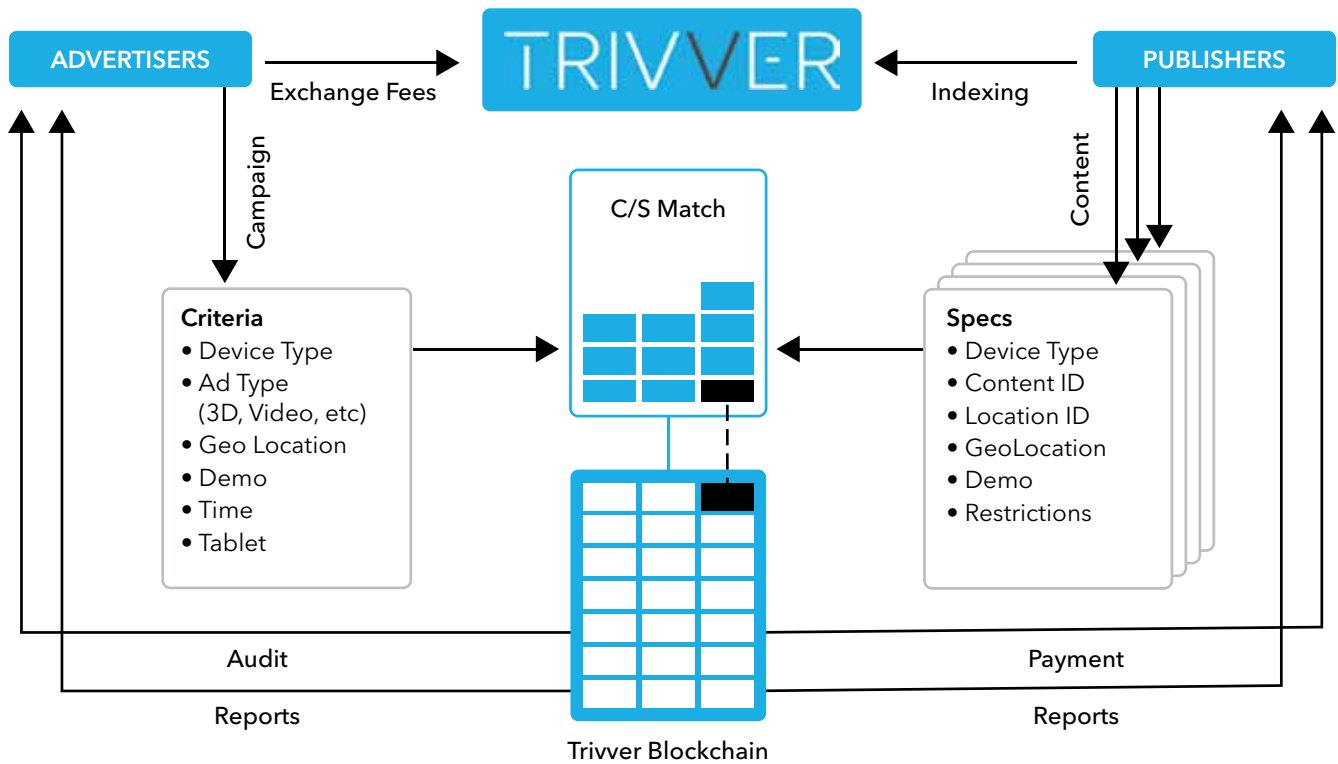 ADVERTISERS
Exchange Fees
TRIVVER
Indexing
PUBLISHERS
Campaign
Content
C/S Match
Criteria
• Device Type
• Ad Type
(3D, Video, etc)
• Geo Location
• Demo
• Time
• Tablet
Specs
• Device Type
• Content ID
• Location ID
• GeoLocation
• Demo
• Restrictions
Audit
Payment
Reports
Reports
Trivver Blockchain